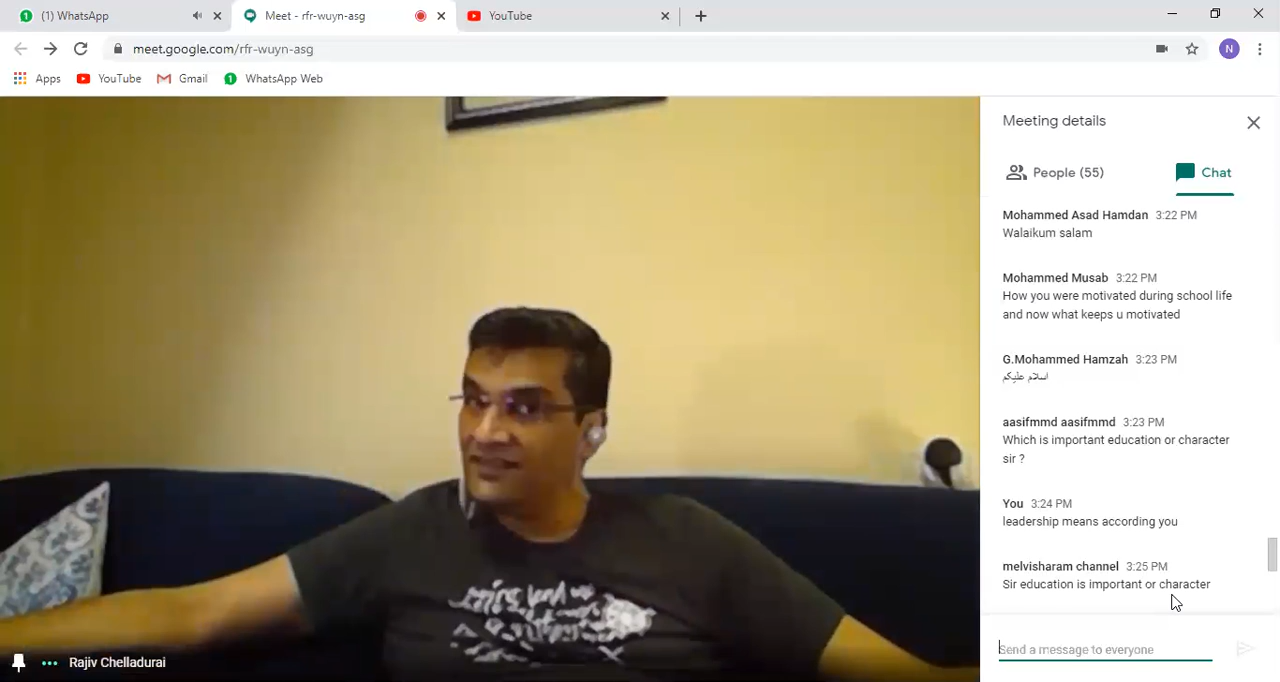 (1) WhatsApp
Meet - rfr-wuyn-asg
YouTube
meet.google.com/rfr-wuyn-asg
N
Apps
YouTube
Gmail
WhatsApp Web
Meeting details
People (55)
Chat
Mohammed Asad Hamdan 3:22 PM
Walaikum salam
Mohammed Musab 3:22 PM
How you were motivated during school life
and now what keeps u motivated
G.Mohammed Hamzah 3:23 PM
اسلام علیکم
aasifmmd aasifmmd 3:23 PM
Which is important education or character
sir ?
You 3:24 PM
leadership means according you
melvisharam channel 3:25 PM
Sir education is important or character
Send a message to everyone
Rajiv Chelladurai